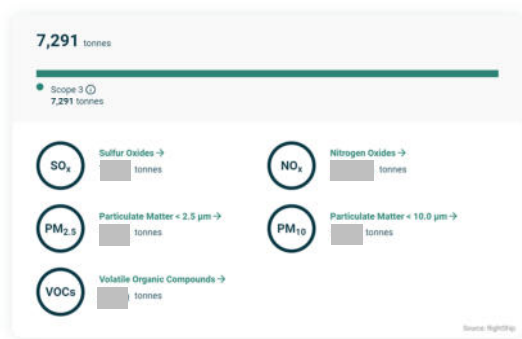 7,291 tonnes
Scope 3
7,291 tonnes
SOx
Sulfur Oxides →
tonnes
NOx
Nitrogen Oxides →
tonnes
PM2.5
Particulate Matter < 2.5 µm →
tonnes
PM10
Particulate Matter < 10.0 µm →
tonnes
VOCs
Volatile Organic Compounds →
tonnes
Source: RightShip